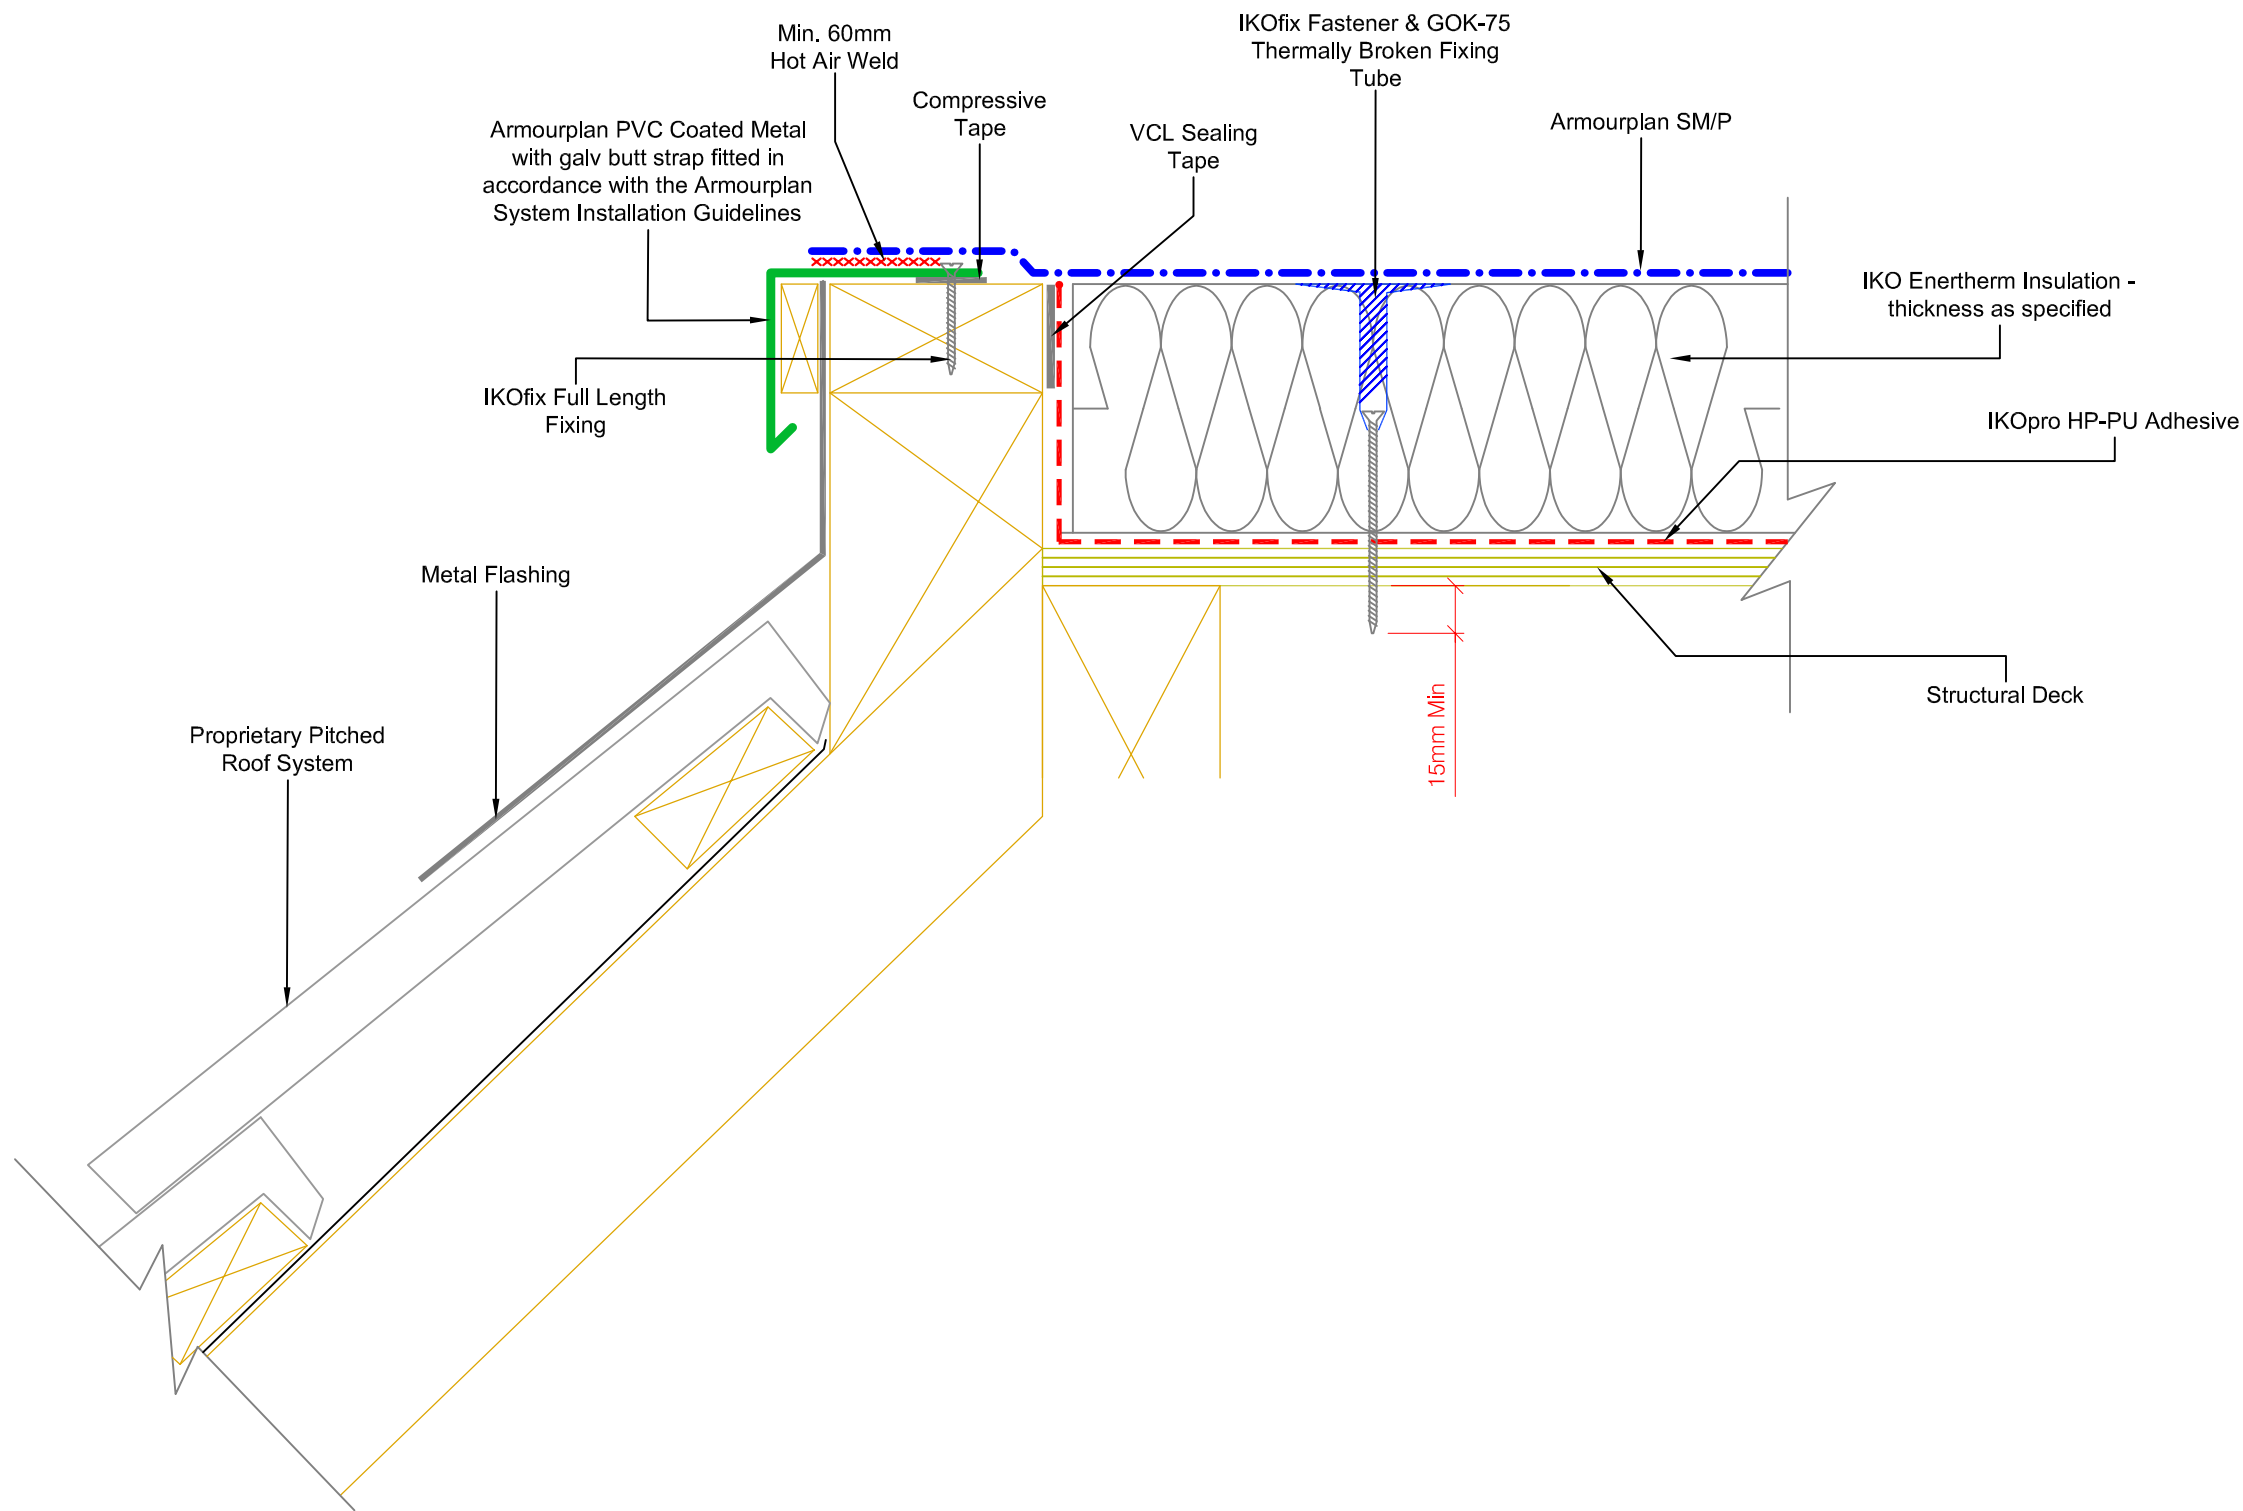 Min. 60mm
Hot Air Weld
IKOfix Fastener & GOK-75
Thermally Broken Fixing
Tube
Compressive
Tape
Armourplan PVC Coated Metal
with galv butt strap fitted in
accordance with the Armourplan
System Installation Guidelines
VCL Sealing
Tape
Armourplan SM/P
IKO Enertherm Insulation -
thickness as specified
IKOfix Full Length
Fixing
IKOpro HP-PU Adhesive
Metal Flashing
Structural Deck
15mm Min
Proprietary Pitched
Roof System